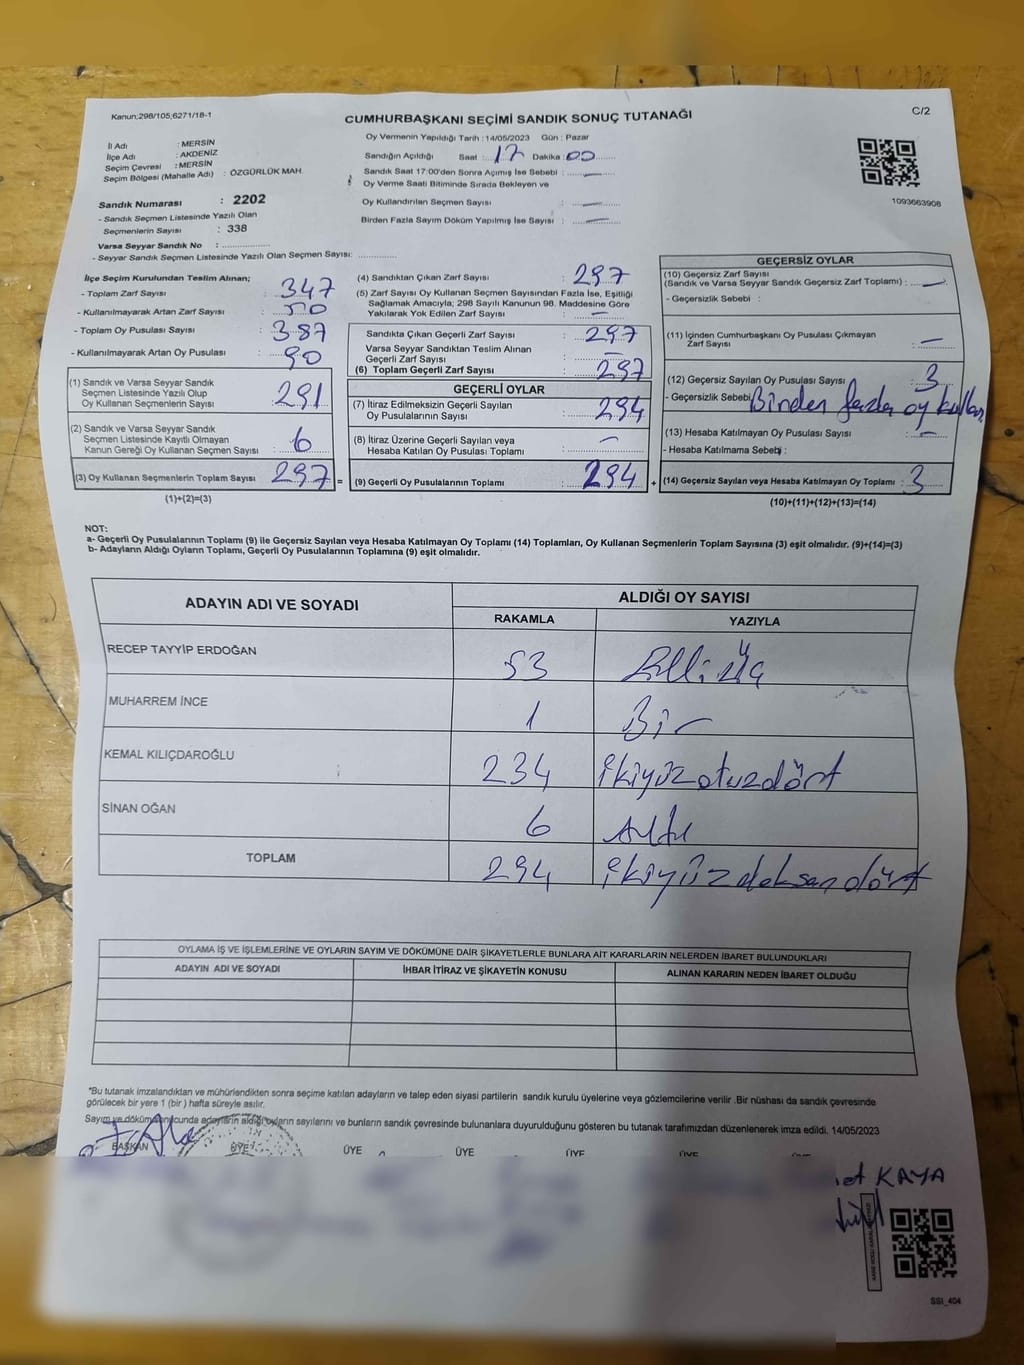 Kanun:298/105;6271/18-1
C/2
CUMHURBAŞKANI SEÇİMİ SANDIK SONUÇ TUTANAĞI
Oy Vermenin Yapıldığı Tarih : 14/05/2023 Gün : Pazar
İl Adı : MERSİN
İlçe Adı : AKDENİZ
Seçim Çevresi : MERSİN
Seçim Bölgesi (Mahalle Adı) : ÖZGÜRLÜK MAH.
Sandığın Açıldığı Saat : 17 Dakika : 00
Sandık Saat 17:00'den Sonra Açımış İse Sebebi : —
Oy Verme Saati Bitiminde Sırada Bekleyen ve
Oy Kullandırılan Seçmen Sayısı : —
Birden Fazla Sayım Döküm Yapılmış İse Sayısı : —
1093663908
Sandık Numarası : 2202
- Sandık Seçmen Listesinde Yazılı Olan
Seçmenlerin Sayısı : 338
Varsa Seyyar Sandık No : ..............
- Seyyar Sandık Seçmen Listesinde Yazılı Olan Seçmen Sayısı: ............
İlçe Seçim Kurulundan Teslim Alınan;
- Toplam Zarf Sayısı : 347
- Kullanılmayarak Artan Zarf Sayısı : 50
- Toplam Oy Pusulası Sayısı : 387
- Kullanılmayarak Artan Oy Pusulası : 90
(1) Sandık ve Varsa Seyyar Sandık
Seçmen Listesinde Yazılı Olup
Oy Kullanan Seçmenlerin Sayısı : 291
(2) Sandık ve Varsa Seyyar Sandık
Seçmen Listesinde Kayıtlı Olmayan
Kanun Gereği Oy Kullanan Seçmen Sayısı : 6
(3) Oy Kullanan Seçmenlerin Toplam Sayısı : 297 =
(1)+(2)=(3)
(4) Sandıktan Çıkan Zarf Sayısı : 297
(5) Zarf Sayısı Oy Kullanan Seçmen Sayısından Fazla İse, Eşitliği
Sağlamak Amacıyla; 298 Sayılı Kanunun 98. Maddesine Göre
Yakılarak Yok Edilen Zarf Sayısı : —
Sandıkta Çıkan Geçerli Zarf Sayısı : 297
Varsa Seyyar Sandıktan Teslim Alınan
Geçerli Zarf Sayısı : —
(6) Toplam Geçerli Zarf Sayısı : 297
GEÇERLİ OYLAR
(7) İtiraz Edilmeksizin Geçerli Sayılan
Oy Pusulalarının Sayısı : 294
(8) İtiraz Üzerine Geçerli Sayılan veya
Hesaba Katılan Oy Pusulası Toplamı : —
(9) Geçerli Oy Pusulalarının Toplamı : 294 +
GEÇERSİZ OYLAR
(10) Geçersiz Zarf Sayısı
(Sandık ve Varsa Seyyar Sandık Geçersiz Zarf Toplamı) : —
- Geçersizlik Sebebi :
(11) İçinden Cumhurbaşkanı Oy Pusulası Çıkmayan
Zarf Sayısı : —
(12) Geçersiz Sayılan Oy Pusulası Sayısı : 3
- Geçersizlik Sebebi : Birden fazla oy kullan.
(13) Hesaba Katılmayan Oy Pusulası Sayısı : —
- Hesaba Katılmama Sebebi :
(14) Geçersiz Sayılan veya Hesaba Katılmayan Oy Toplamı : 3
(10)+(11)+(12)+(13)=(14)
NOT:
a- Geçerli Oy Pusulalarının Toplamı (9) ile Geçersiz Sayılan veya Hesaba Katılmayan Oy Toplamı (14) Toplamları, Oy Kullanan Seçmenlerin Toplam Sayısına (3) eşit olmalıdır. (9)+(14)=(3)
b- Adayların Aldığı Oyların Toplamı, Geçerli Oy Pusulalarının Toplamına (9) eşit olmalıdır.
ADAYIN ADI VE SOYADI ALDIĞI OY SAYISI
RAKAMLA YAZIYLA
RECEP TAYYIP ERDOĞAN 53 Elli üç
MUHARREM İNCE 1 Bir
KEMAL KILIÇDAROĞLU 234 ikiyüzotuzdört
SİNAN OĞAN 6 Altı
TOPLAM 294 ikiyüzdoksandört
OYLAMA İŞ VE İŞLEMLERİNE VE OYLARIN SAYIM VE DÖKÜMÜNE DAİR ŞİKAYETLERLE BUNLARA AİT KARARLARIN NELERDEN İBARET BULUNDUKLARI
ADAYIN ADI VE SOYADI İHBAR İTİRAZ VE ŞİKAYETİN KONUSU ALINAN KARARIN NEDEN İBARET OLDUĞU
*Bu tutanak imzalandıktan ve mühürlendikten sonra seçime katılan adayların ve talep eden siyasi partilerin sandık kurulu üyelerine veya gözlemcilerine verilir .Bir nüshası da sandık çevresinde
görülecek bir yere 1 (bir ) hafta süreyle asılır.
Sayım ve döküm sonucunda adayların aldığı oyların sayılarını ve bunların sandık çevresinde bulunanlara duyurulduğunu gösteren bu tutanak tarafımızdan düzenlenerek imza edildi. 14/05/2023
BAŞKAN ÜYE ÜYE ÜYE ÜYE ÜYE
KAYA
SSI_404